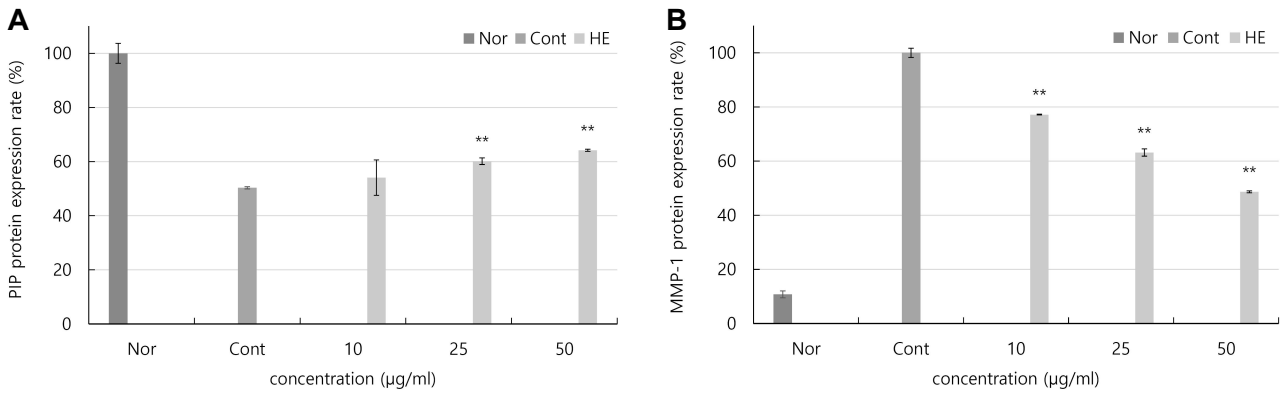 A
PIP protein expression rate (%)
Nor Cont HE
100
80
60
40
20
0
**
**
Nor Cont 10 25 50
concentration (μg/ml)
B
MMP-1 protein expression rate (%)
Nor Cont HE
100
80
60
40
20
0
**
**
**
Nor Cont 10 25 50
concentration (μg/ml)